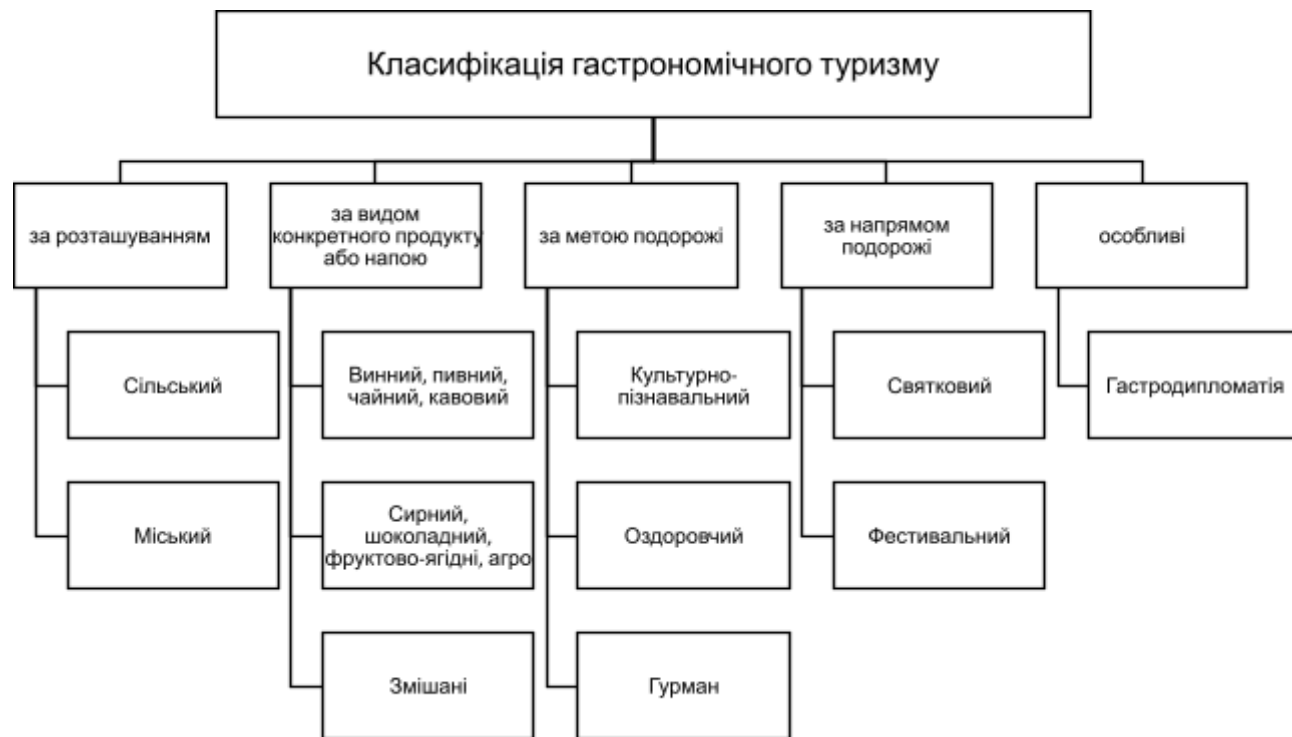 Класифікація гастрономічного туризму
за розташуванням
за видом
конкретного продукту
або напою
за метою подорожі
за напрямом
подорожі
особливі
Сільський
Винний, пивний,
чайний, кавовий
Культурно-
пізнавальний
Святковий
Гастродипломатія
Міський
Сирний,
шоколадний,
фруктово-ягідні, агро
Оздоровчий
Фестивальний
Змішані
Гурман